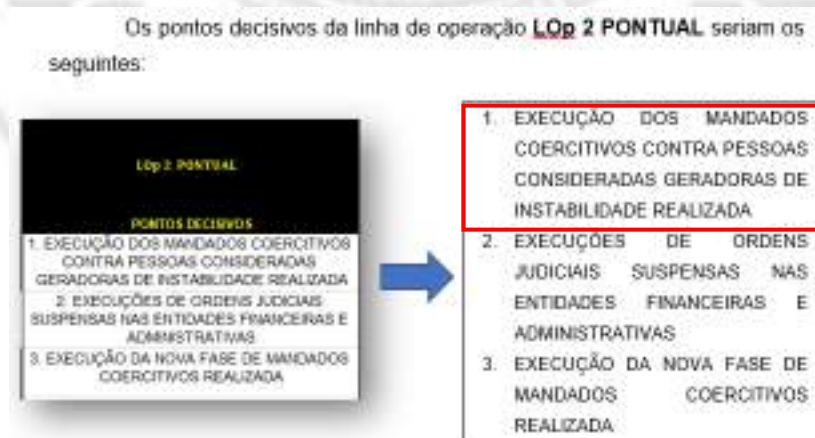 Os pontos decisivos da linha de operação LOp 2 PONTUAL seriam os
seguintes:
LOp 2 PONTUAL
PONTOS DECISIVOS
1. EXECUÇÃO DOS MANDADOS COERCITIVOS
CONTRA PESSOAS CONSIDERADAS
GERADORAS DE INSTABILIDADE REALIZADA
2. EXECUÇÕES DE ORDENS JUDICIAIS
SUSPENSAS NAS ENTIDADES FINANCEIRAS E
ADMINISTRATIVAS
3. EXECUÇÃO DA NOVA FASE DE MANDADOS
COERCITIVOS REALIZADA
1. EXECUÇÃO DOS MANDADOS
COERCITIVOS CONTRA PESSOAS
CONSIDERADAS GERADORAS DE
INSTABILIDADE REALIZADA
2. EXECUÇÕES DE ORDENS
JUDICIAIS SUSPENSAS NAS
ENTIDADES FINANCEIRAS E
ADMINISTRATIVAS
3. EXECUÇÃO DA NOVA FASE DE
MANDADOS COERCITIVOS
REALIZADA